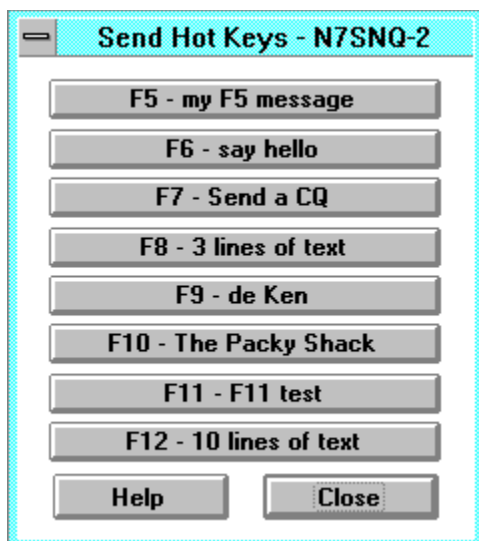 Send Hot Keys - N7SNQ-2
F5 - my F5 message
F6 - say hello
F7 - Send a CQ
F8 - 3 lines of text
F9 - de Ken
F10 - The Packy Shack
F11 - F11 test
F12 - 10 lines of text
Help
Close